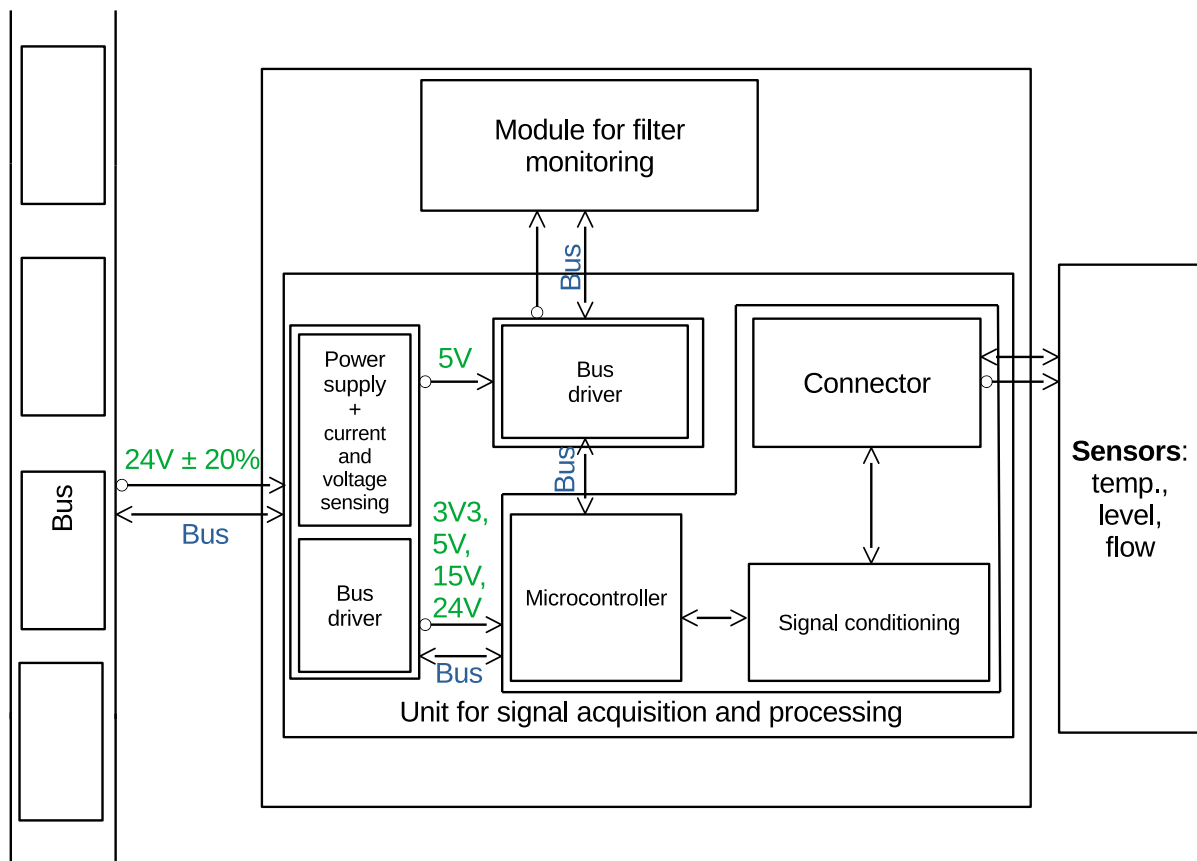 Module for filter
monitoring
Bus
Power
supply
+
current
and
voltage
sensing
5V
Bus
driver
Connector
24V ± 20%
Bus
Bus
Bus
Sensors:
temp.,
level,
flow
3V3,
5V,
15V,
24V
Bus
driver
Microcontroller
Signal conditioning
Bus
Unit for signal acquisition and processing